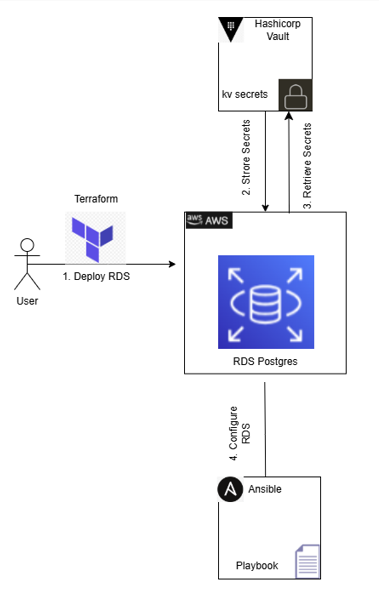 Hashicorp
Vault
kv secrets
2. Strore Secrets
3. Retrieve Secrets
Terraform
aws
AWS
1. Deploy RDS
User
RDS Postgres
4. Configure
RDS
Ansible
Playbook